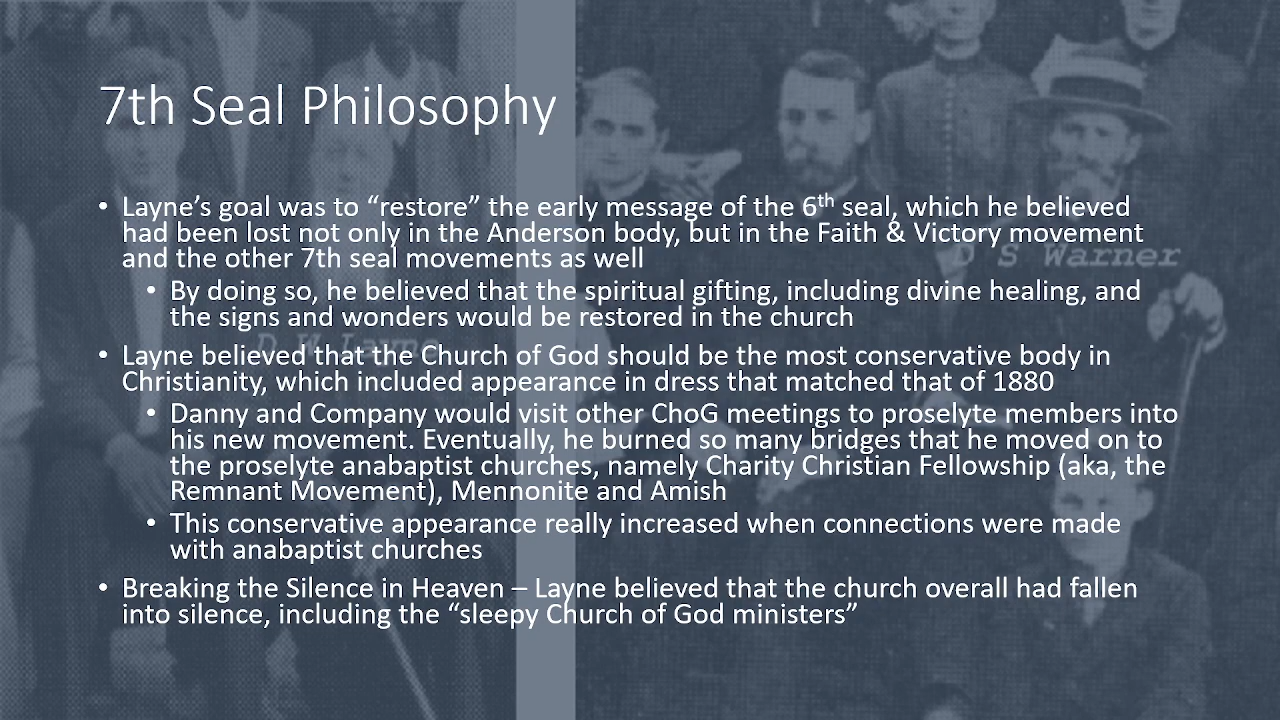 7th Seal Philosophy
• Layne’s goal was to “restore” the early message of the 6th seal, which he believed
had been lost not only in the Anderson body, but in the Faith & Victory movement
and the other 7th seal movements as well
D S Warner
• By doing so, he believed that the spiritual gifting, including divine healing, and
the signs and wonders would be restored in the church
• Layne believed that the Church of God should be the most conservative body in
Christianity, which included appearance in dress that matched that of 1880
• Danny and Company would visit other ChoG meetings to proselyte members into
his new movement. Eventually, he burned so many bridges that he moved on to
the proselyte anabaptist churches, namely Charity Christian Fellowship (aka, the
Remnant Movement), Mennonite and Amish
• This conservative appearance really increased when connections were made
with anabaptist churches
• Breaking the Silence in Heaven – Layne believed that the church overall had fallen
into silence, including the “sleepy Church of God ministers”